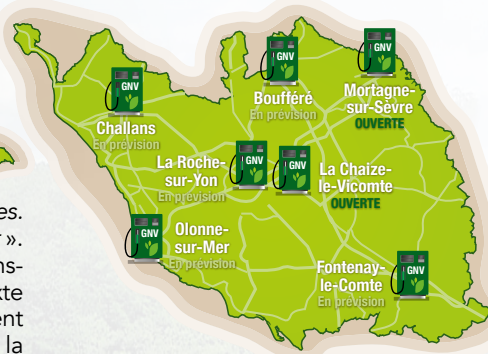 GNV
Boufféré
En prévision
GNV
Mortagne-
sur-Sèvre
OUVERTE
GNV
Challans
En prévision
La Roche-
sur-Yon
En prévision
GNV
GNV
La Chaize-
le-Vicomte
OUVERTE
GNV
Olonne-
sur-Mer
En prévision
Fontenay-
le-Comte
En prévision
GNV
es.
».
ns-
xte
ent
la